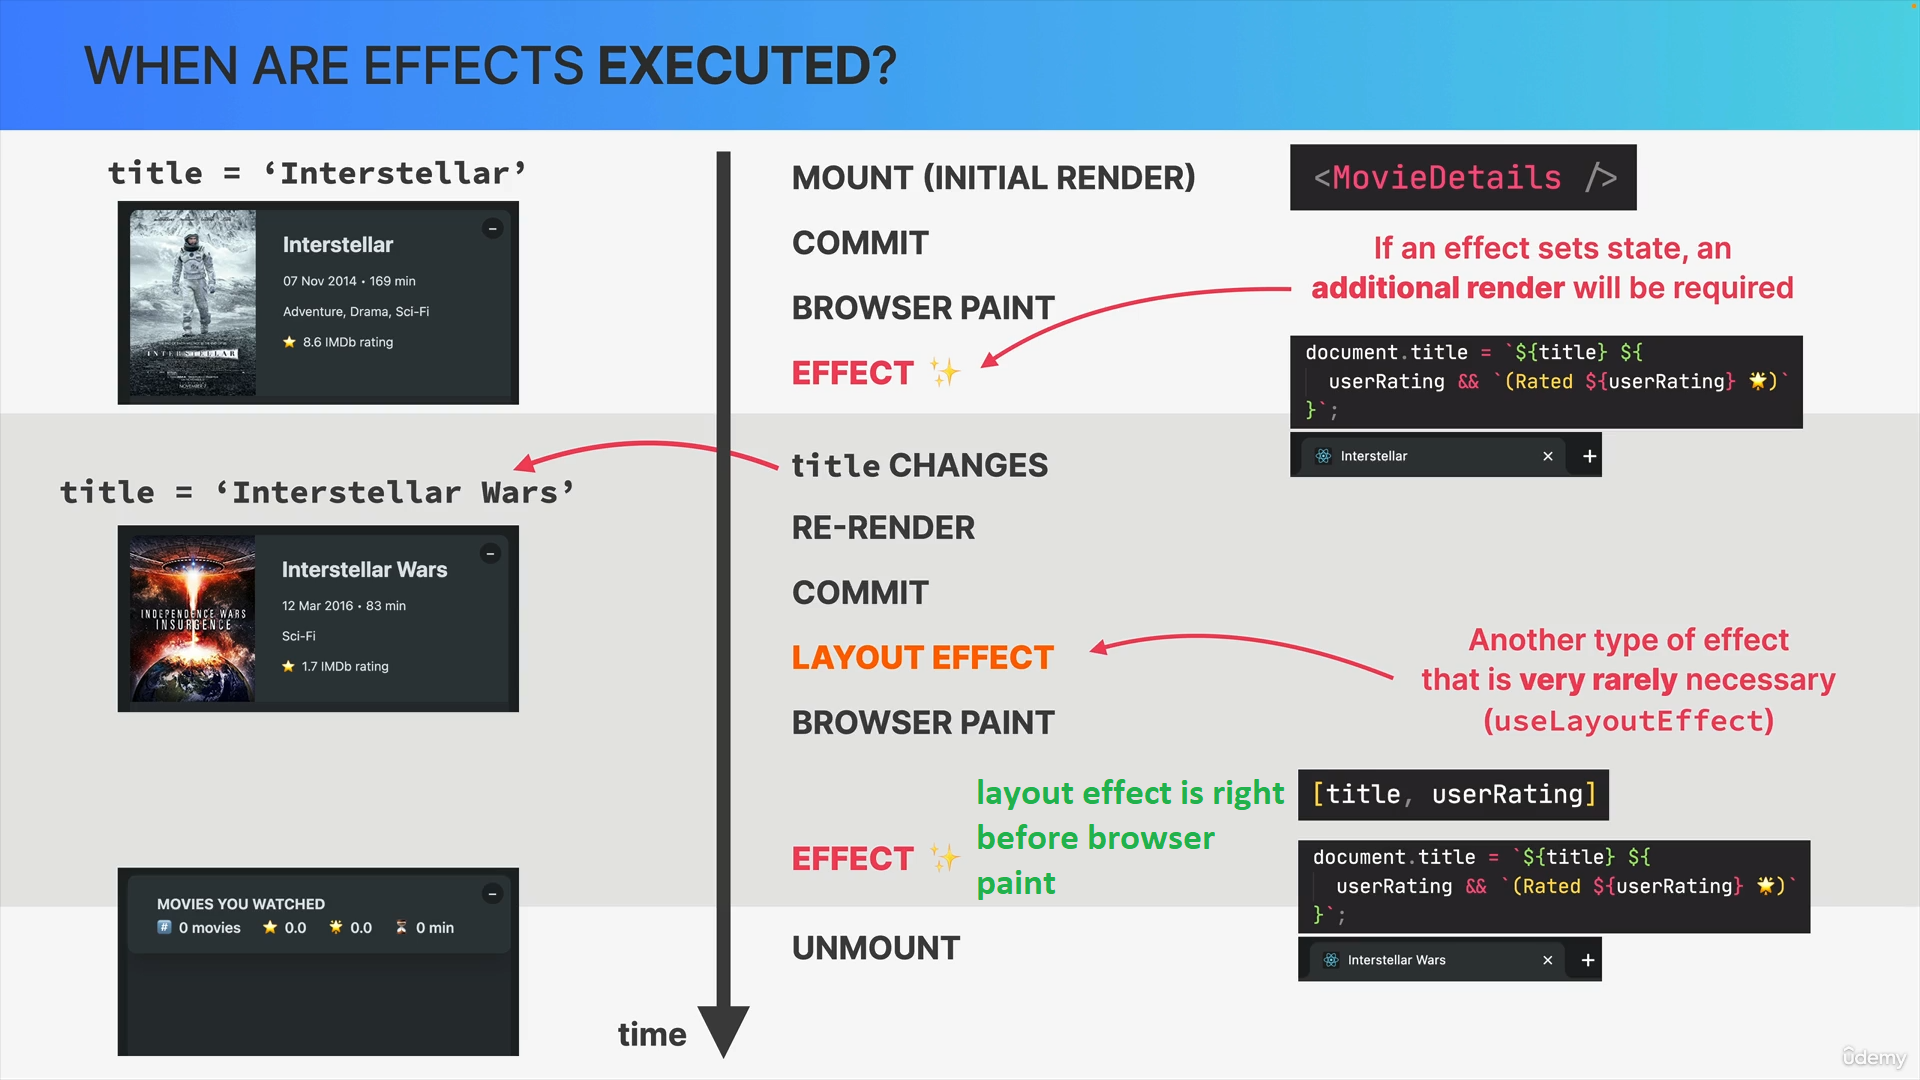 WHEN ARE EFFECTS EXECUTED?
title = ‘Interstellar’
INTERSTELLAR
Interstellar
07 Nov 2014 • 169 min
Adventure, Drama, Sci-Fi
⭐ 8.6 IMDb rating
title = ‘Interstellar Wars’
INDEPENDENCE WARS
INSURGENCE
Interstellar Wars
12 Mar 2016 • 83 min
Sci-Fi
⭐ 1.7 IMDb rating
MOVIES YOU WATCHED
#️⃣ 0 movies ⭐ 0.0 🌟 0.0 ⏳ 0 min
time
MOUNT (INITIAL RENDER)
COMMIT
BROWSER PAINT
EFFECT ✨
title CHANGES
RE-RENDER
COMMIT
LAYOUT EFFECT
BROWSER PAINT
EFFECT ✨
layout effect is right
before browser
paint
UNMOUNT
<MovieDetails />
If an effect sets state, an
additional render will be required
document.title = `${title} ${
userRating && `(Rated ${userRating} 🌟)`
}`;
Interstellar × +
Another type of effect
that is very rarely necessary
(useLayoutEffect)
[title, userRating]
document.title = `${title} ${
userRating && `(Rated ${userRating} 🌟)`
}`;
Interstellar Wars × +
ûdemy